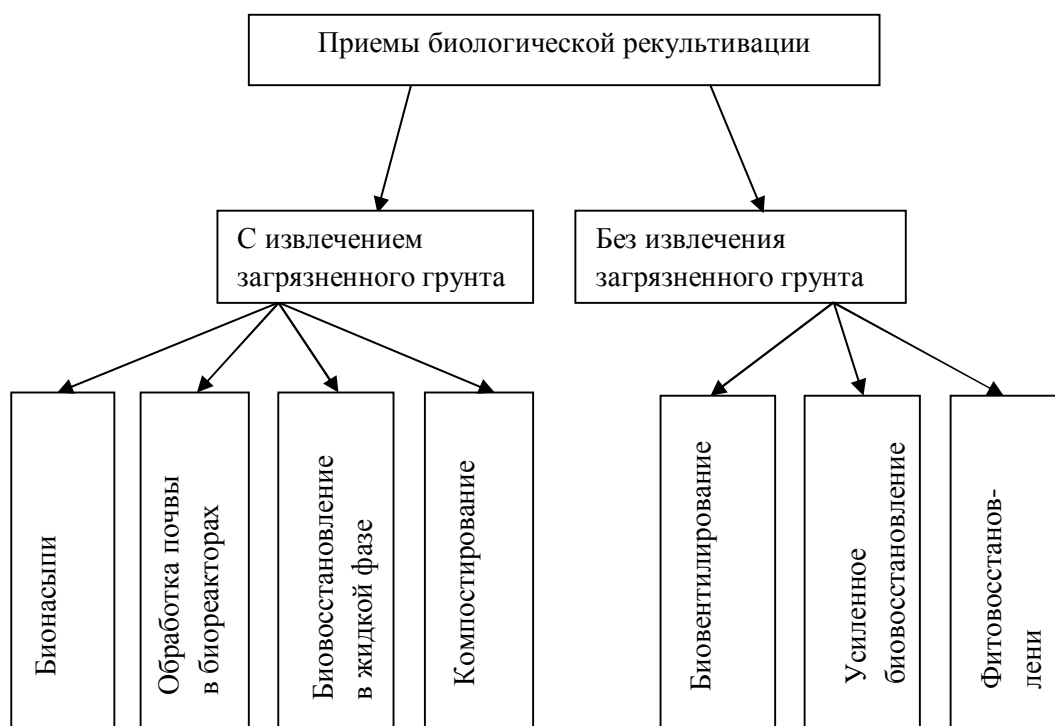 Приемы биологической рекультивации
С извлечением
загрязненного грунта
Без извлечения
загрязненного грунта
Бионасыпи
Обработка почвы
в биореакторах
Биовосстановление
в жидкой фазе
Компостирование
Биовентилирование
Усиленное
биовосстановление
Фитовосстанов-
лени